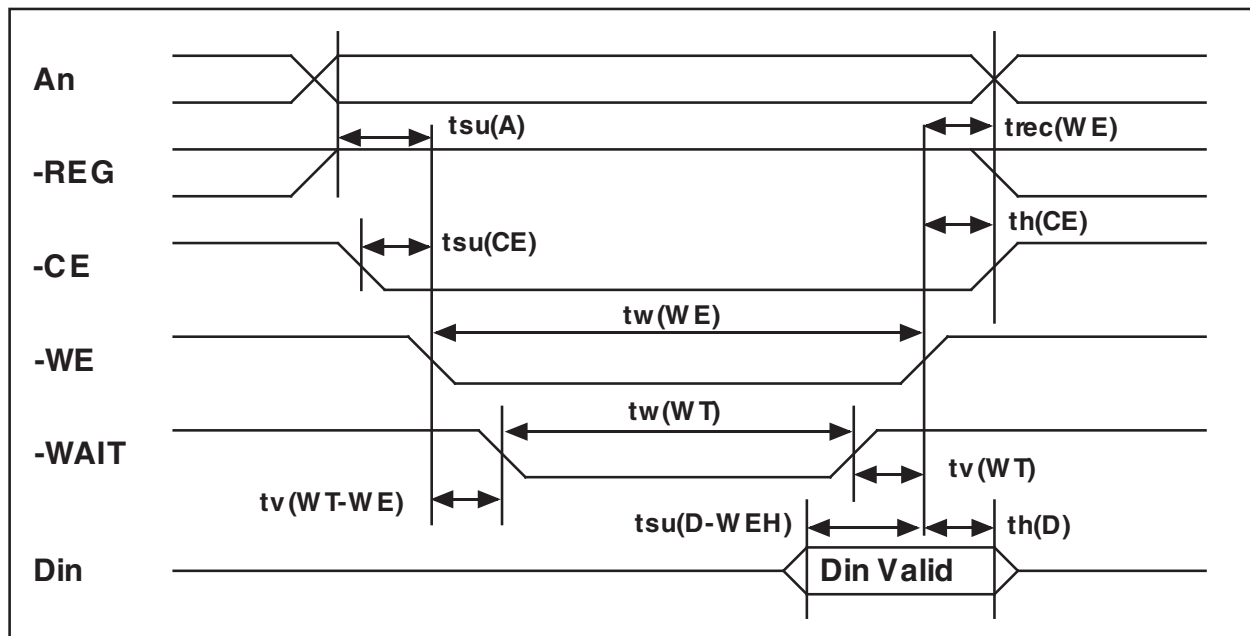 An
tsu(A)
trec(WE)
-REG
tsu(CE)
th(CE)
-CE
tw(WE)
-WE
tw(WT)
-WAIT
tv(WT-WE)
tv(WT)
tsu(D-WEH)
th(D)
Din
Din Valid